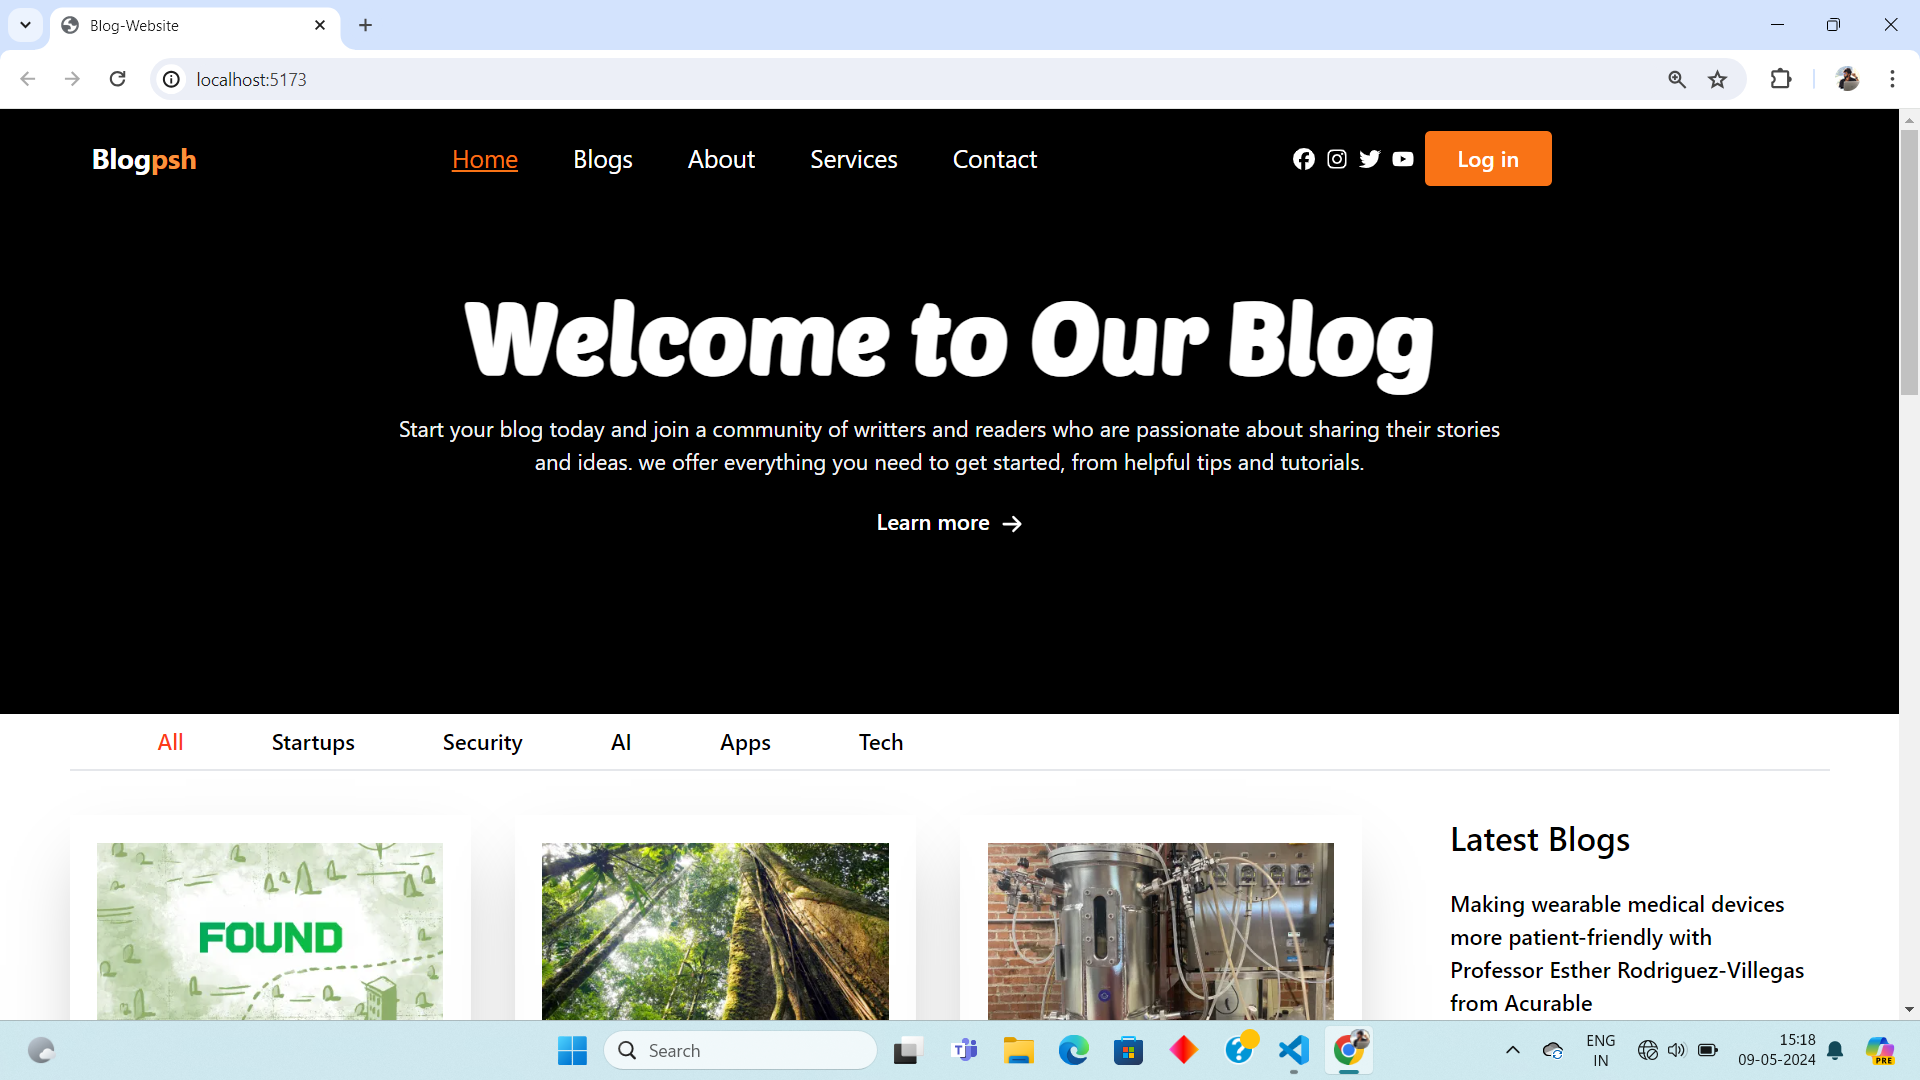 Blog-Website
localhost:5173
Blogpsh
Home Blogs About Services Contact
Log in
Welcome to Our Blog
Start your blog today and join a community of writters and readers who are passionate about sharing their stories
and ideas. we offer everything you need to get started, from helpful tips and tutorials.
Learn more
All Startups Security AI Apps Tech
FOUND
Latest Blogs
Making wearable medical devices
more patient-friendly with
Professor Esther Rodriguez-Villegas
from Acurable
Search
ENG
IN
15:18
09-05-2024
PRE